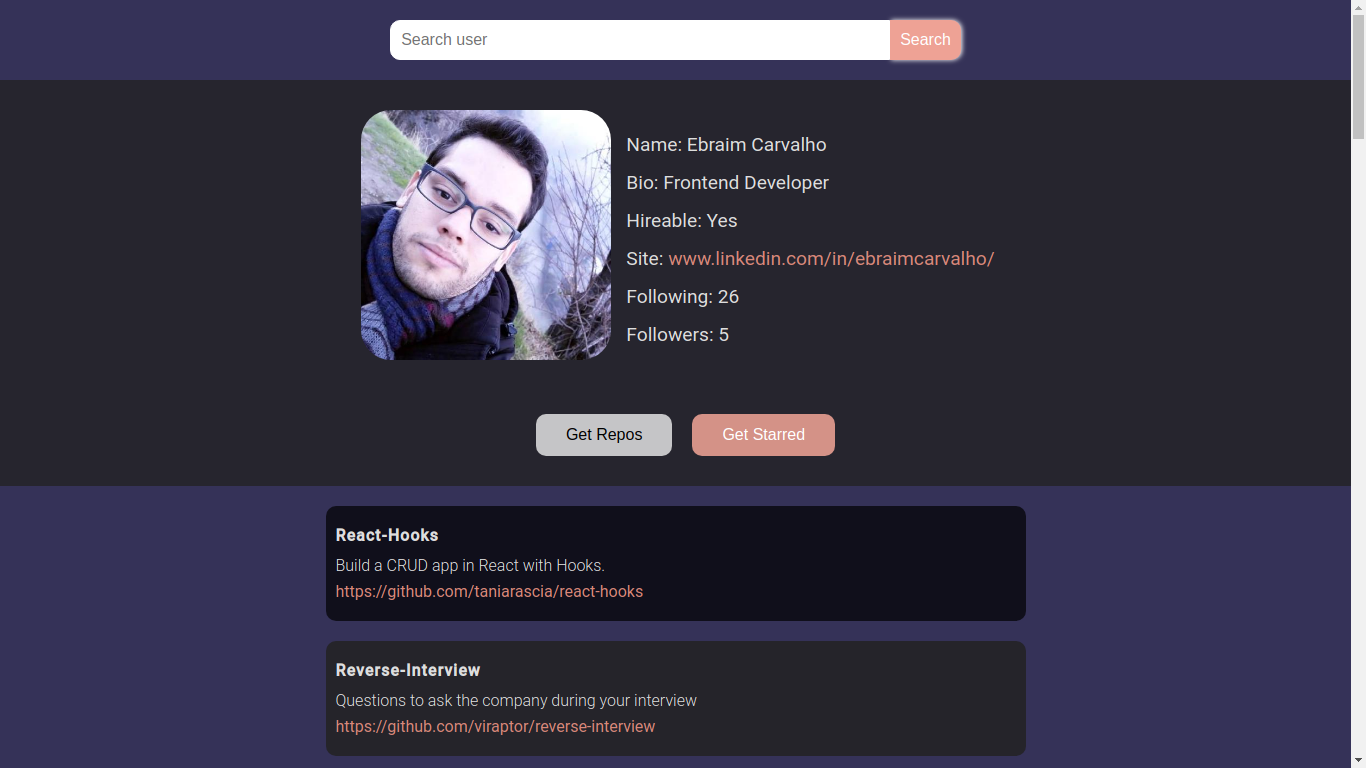 Search user
Search
Name: Ebraim Carvalho
Bio: Frontend Developer
Hireable: Yes
Site: www.linkedin.com/in/ebraimcarvalho/
Following: 26
Followers: 5
Get Repos
Get Starred
React-Hooks
Build a CRUD app in React with Hooks.
https://github.com/taniarascia/react-hooks
Reverse-Interview
Questions to ask the company during your interview
https://github.com/viraptor/reverse-interview